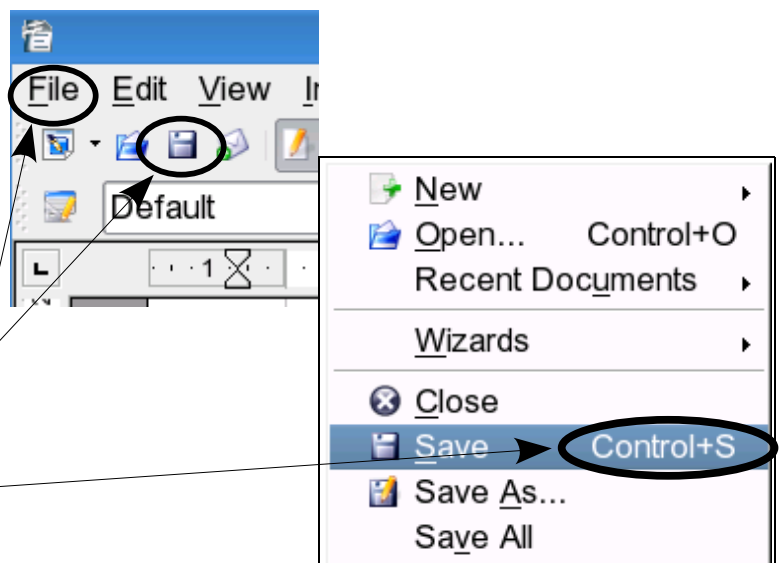 File Edit View
Default
1
New
Open... Control+O
Recent Documents
Wizards
Close
Save Control+S
Save As...
Save All